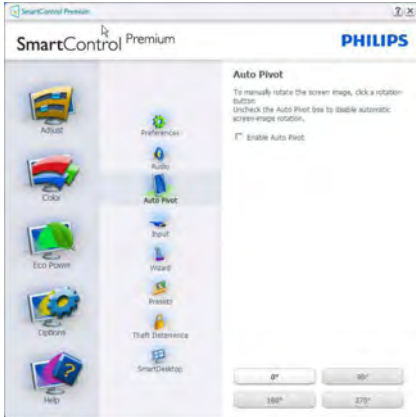 SmartControl Premium
SmartControl Premium
PHILIPS
Adjust
Color
Eco Power
Options
Help
Preferences
Audio
Auto Pivot
Input
Wizard
Presets
Theft Deterrence
SmartDesktop
Auto Pivot
To manually rotate the screen image, click a rotation
button
Uncheck the Auto Pivot box to disable automatic
screen-image rotation.
Enable Auto Pivot
0°
90°
180°
270°